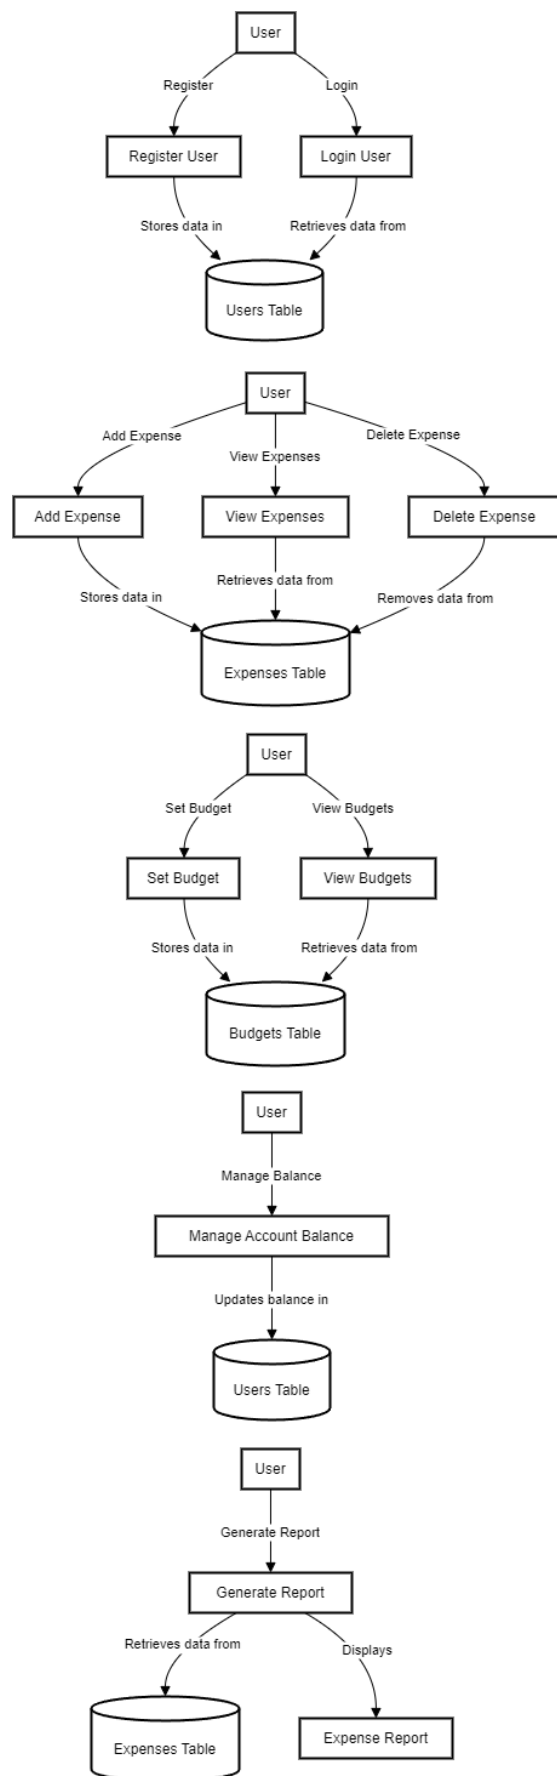 User
Register
Login
Register User
Login User
Stores data in
Retrieves data from
Users Table
User
Add Expense
View Expenses
Delete Expense
Add Expense
View Expenses
Delete Expense
Stores data in
Retrieves data from
Removes data from
Expenses Table
User
Set Budget
View Budgets
Set Budget
View Budgets
Stores data in
Retrieves data from
Budgets Table
User
Manage Balance
Manage Account Balance
Updates balance in
Users Table
User
Generate Report
Generate Report
Retrieves data from
Displays
Expenses Table
Expense Report